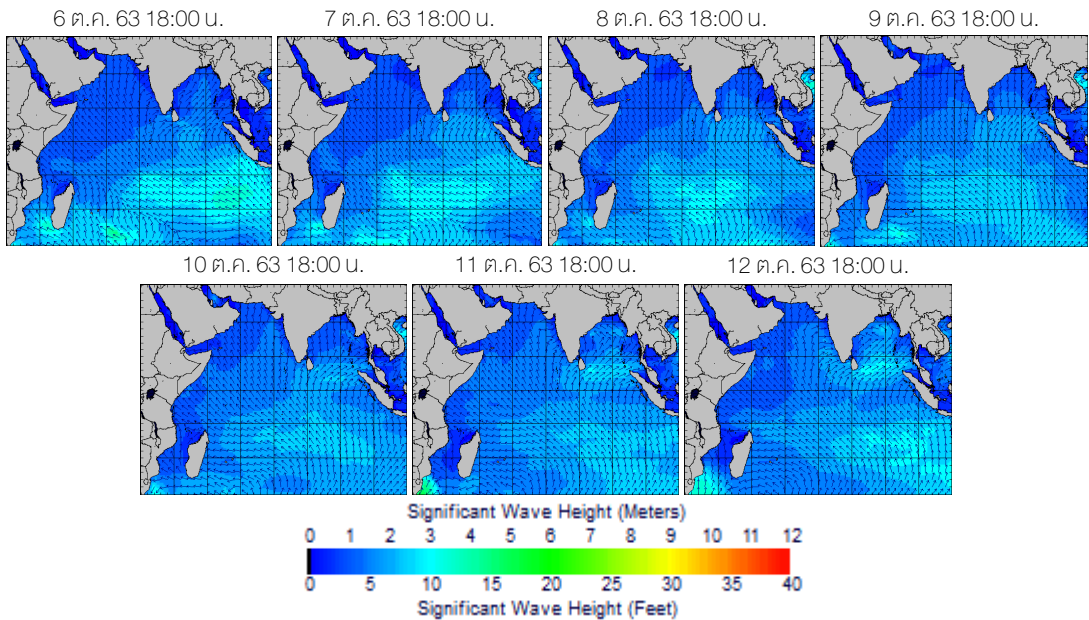 6 ต.ค. 63 18:00 น. 7 ต.ค. 63 18:00 น. 8 ต.ค. 63 18:00 น. 9 ต.ค. 63 18:00 น.
10 ต.ค. 63 18:00 น. 11 ต.ค. 63 18:00 น. 12 ต.ค. 63 18:00 น.
Significant Wave Height (Meters)
0 1 2 3 4 5 6 7 8 9 10 11 12
0 5 10 15 20 25 30 35 40
Significant Wave Height (Feet)